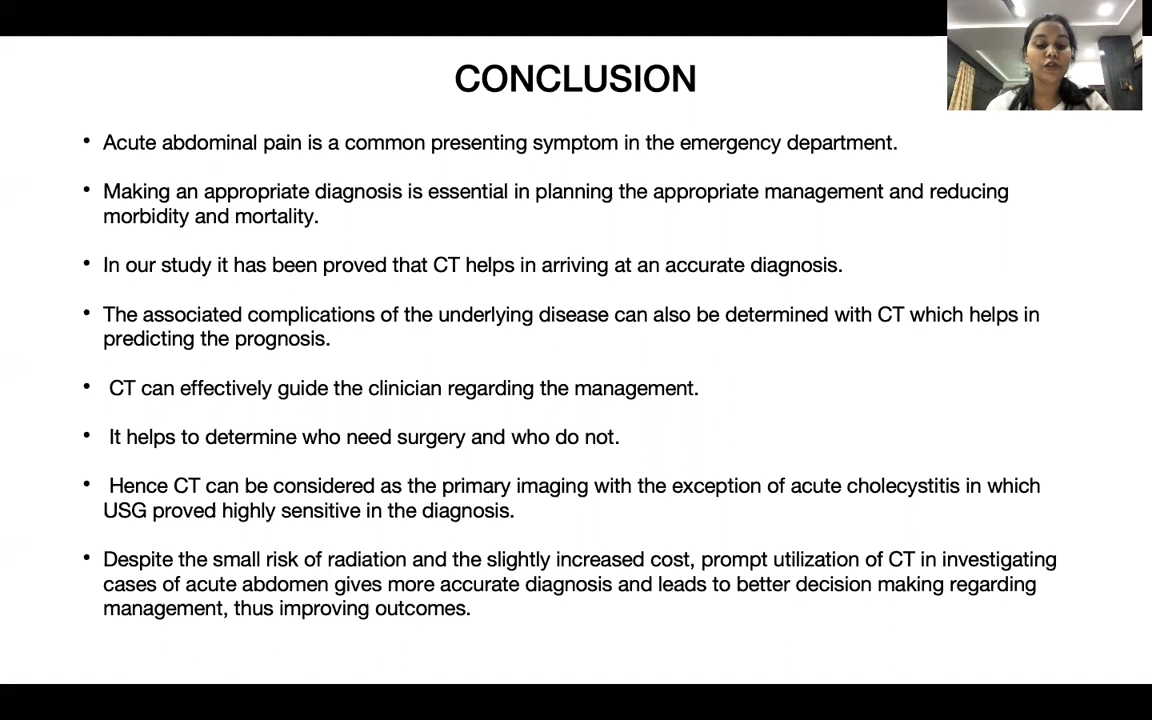 CONCLUSION
• Acute abdominal pain is a common presenting symptom in the emergency department.
• Making an appropriate diagnosis is essential in planning the appropriate management and reducing
morbidity and mortality.
• In our study it has been proved that CT helps in arriving at an accurate diagnosis.
• The associated complications of the underlying disease can also be determined with CT which helps in
predicting the prognosis.
• CT can effectively guide the clinician regarding the management.
• It helps to determine who need surgery and who do not.
• Hence CT can be considered as the primary imaging with the exception of acute cholecystitis in which
USG proved highly sensitive in the diagnosis.
• Despite the small risk of radiation and the slightly increased cost, prompt utilization of CT in investigating
cases of acute abdomen gives more accurate diagnosis and leads to better decision making regarding
management, thus improving outcomes.